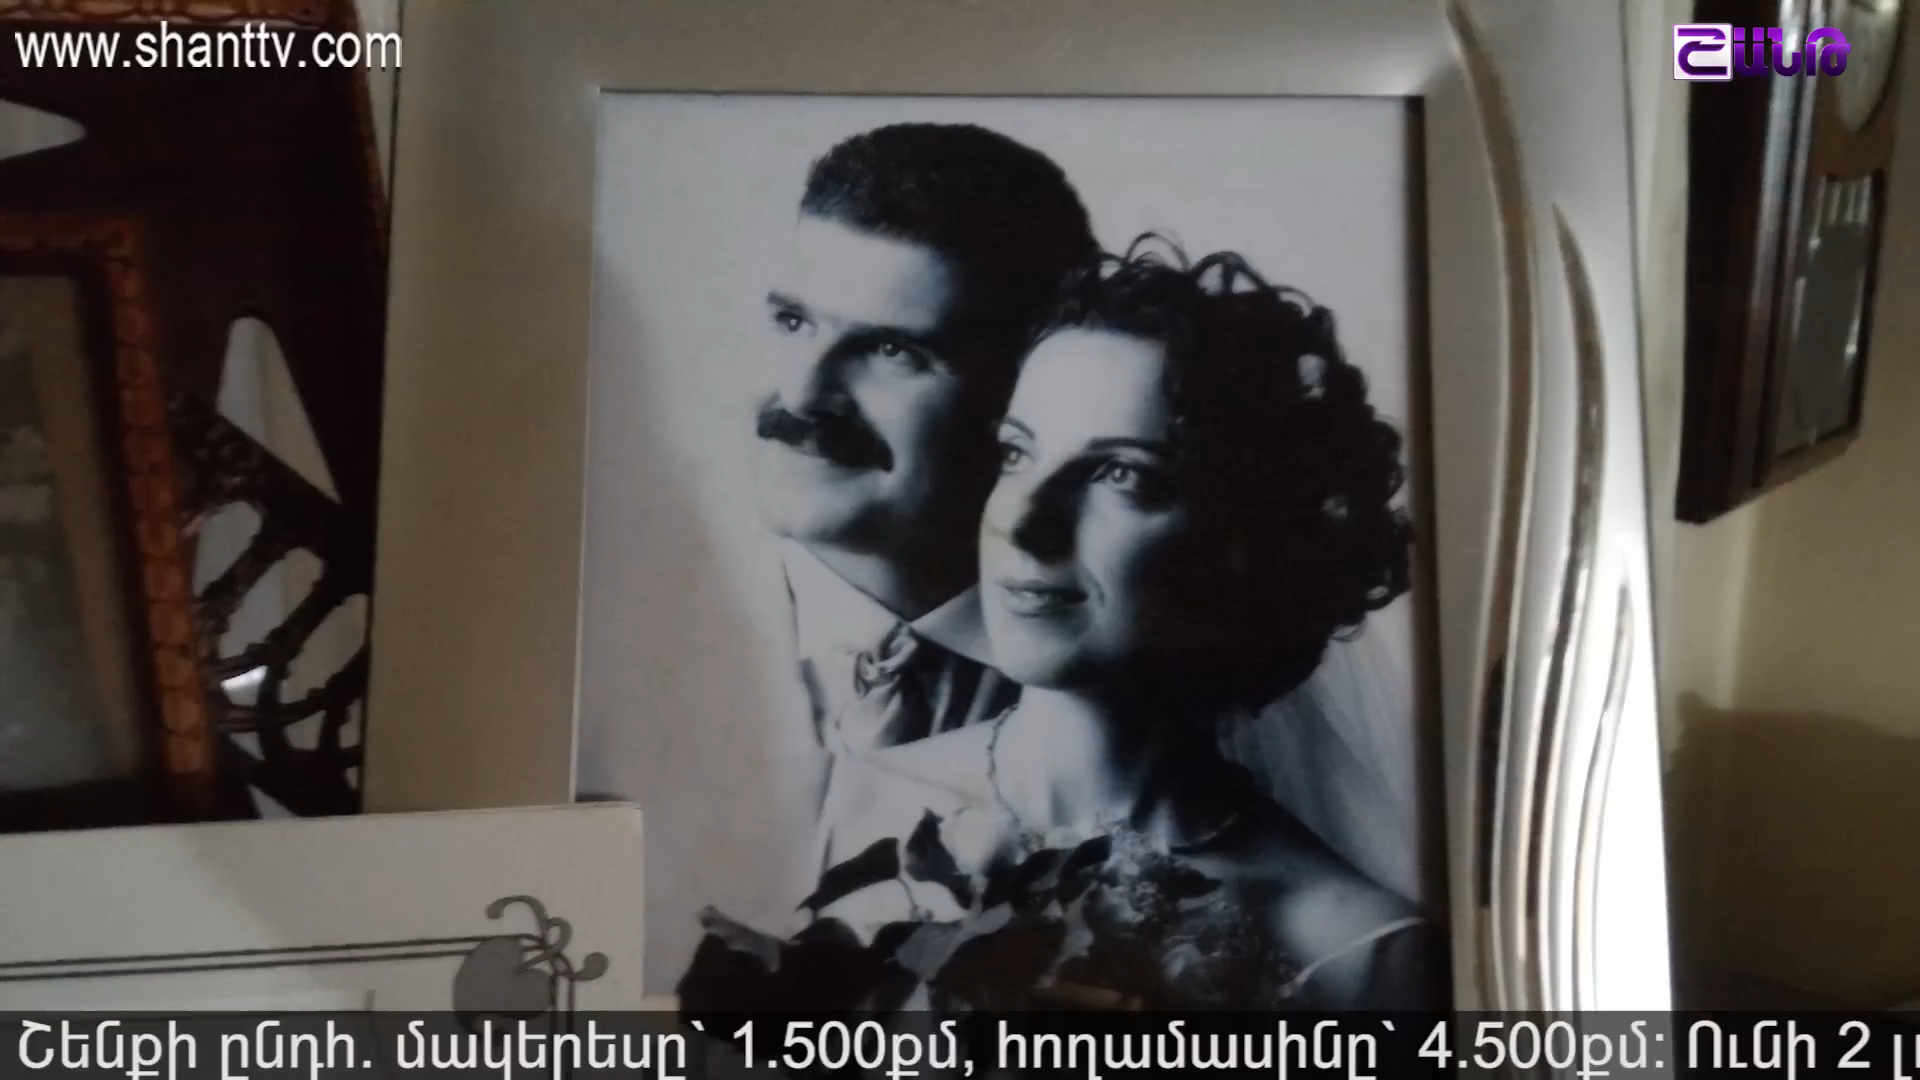 www.shanttv.com
ՇԱՆԹ
Շենքի ընդհ. մակերեսը՝ 1.500քմ, հողամասինը՝ 4.500քմ: Ունի 2 լ